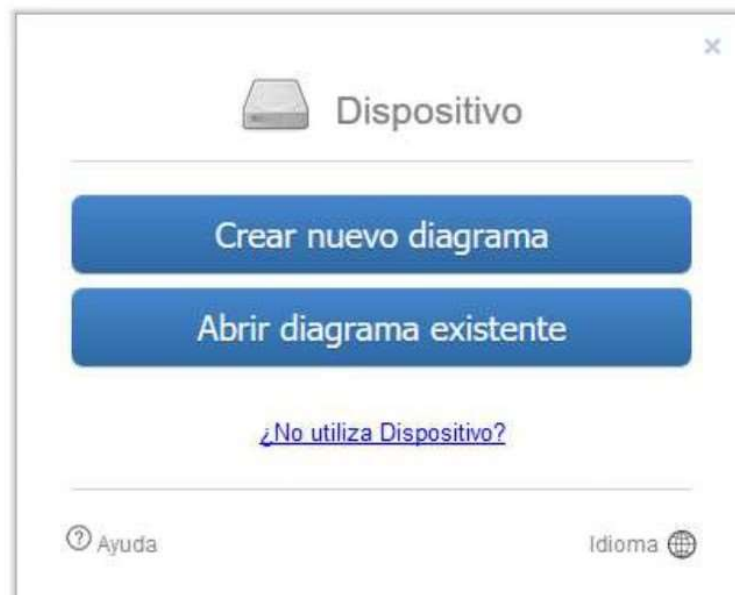 Dispositivo
Crear nuevo diagrama
Abrir diagrama existente
¿No utiliza Dispositivo?
Ayuda
Idioma